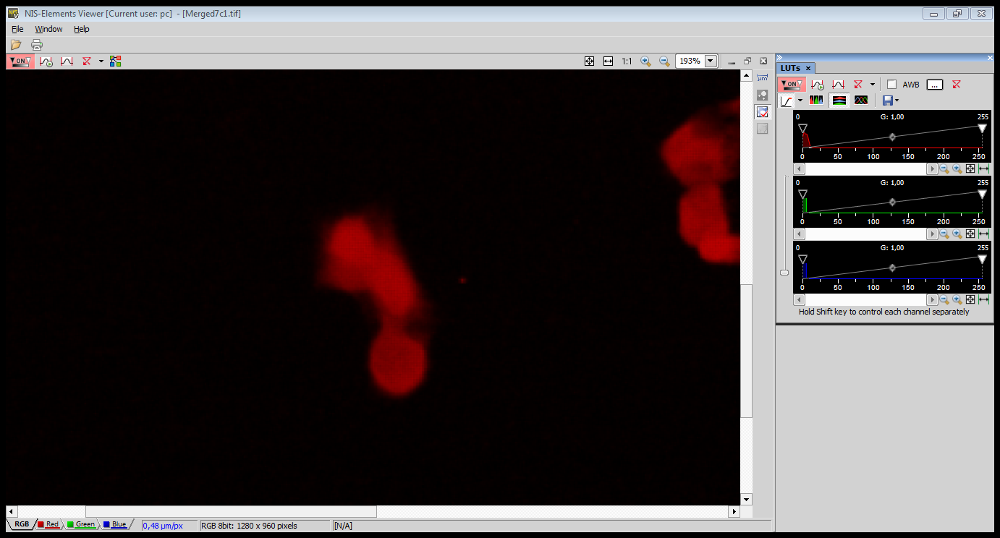 NIS-Elements Viewer [Current user: pc] - [Merged7c1.tif]
File Window Help
ON 1:1 193%
LUTs
ON AWB ...
0 G: 1,00 255
0 50 100 150 200 250
0 G: 1,00 255
0 50 100 150 200 250
0 G: 1,00 255
0 50 100 150 200 250
Hold Shift key to control each channel separately
µm
RGB Red Green Blue 0,48 µm/px RGB 8bit: 1280 x 960 pixels [N/A]